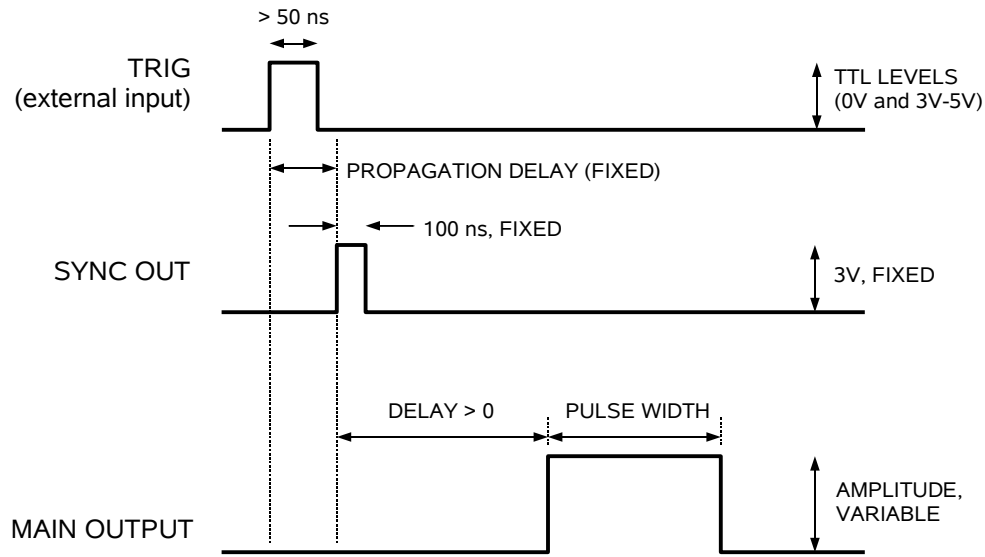 > 50 ns
TRIG
(external input)
TTL LEVELS
(0V and 3V-5V)
PROPAGATION DELAY (FIXED)
100 ns, FIXED
SYNC OUT
3V, FIXED
DELAY > 0
PULSE WIDTH
MAIN OUTPUT
AMPLITUDE,
VARIABLE